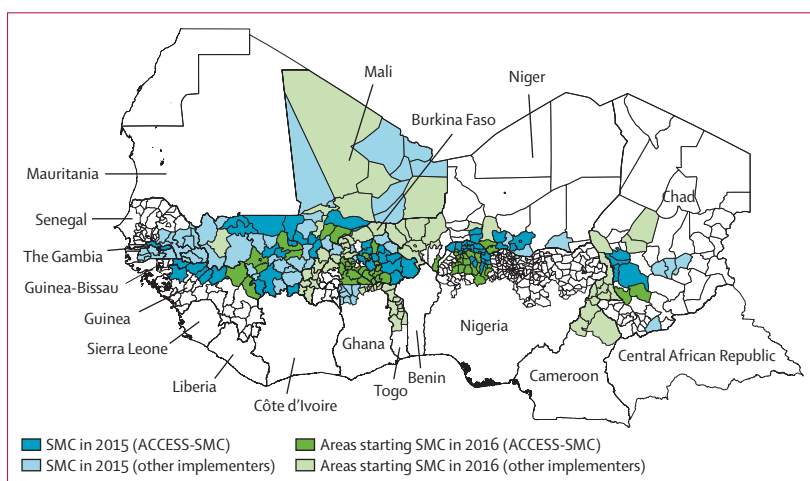 Mali
Niger
Burkina Faso
Mauritania
Chad
Senegal
The Gambia
Guinea-Bissau
Guinea
Sierra Leone
Liberia
Côte d'Ivoire
Ghana
Togo
Benin
Nigeria
Cameroon
Central African Republic
SMC in 2015 (ACCESS-SMC)
SMC in 2015 (other implementers)
Areas starting SMC in 2016 (ACCESS-SMC)
Areas starting SMC in 2016 (other implementers)